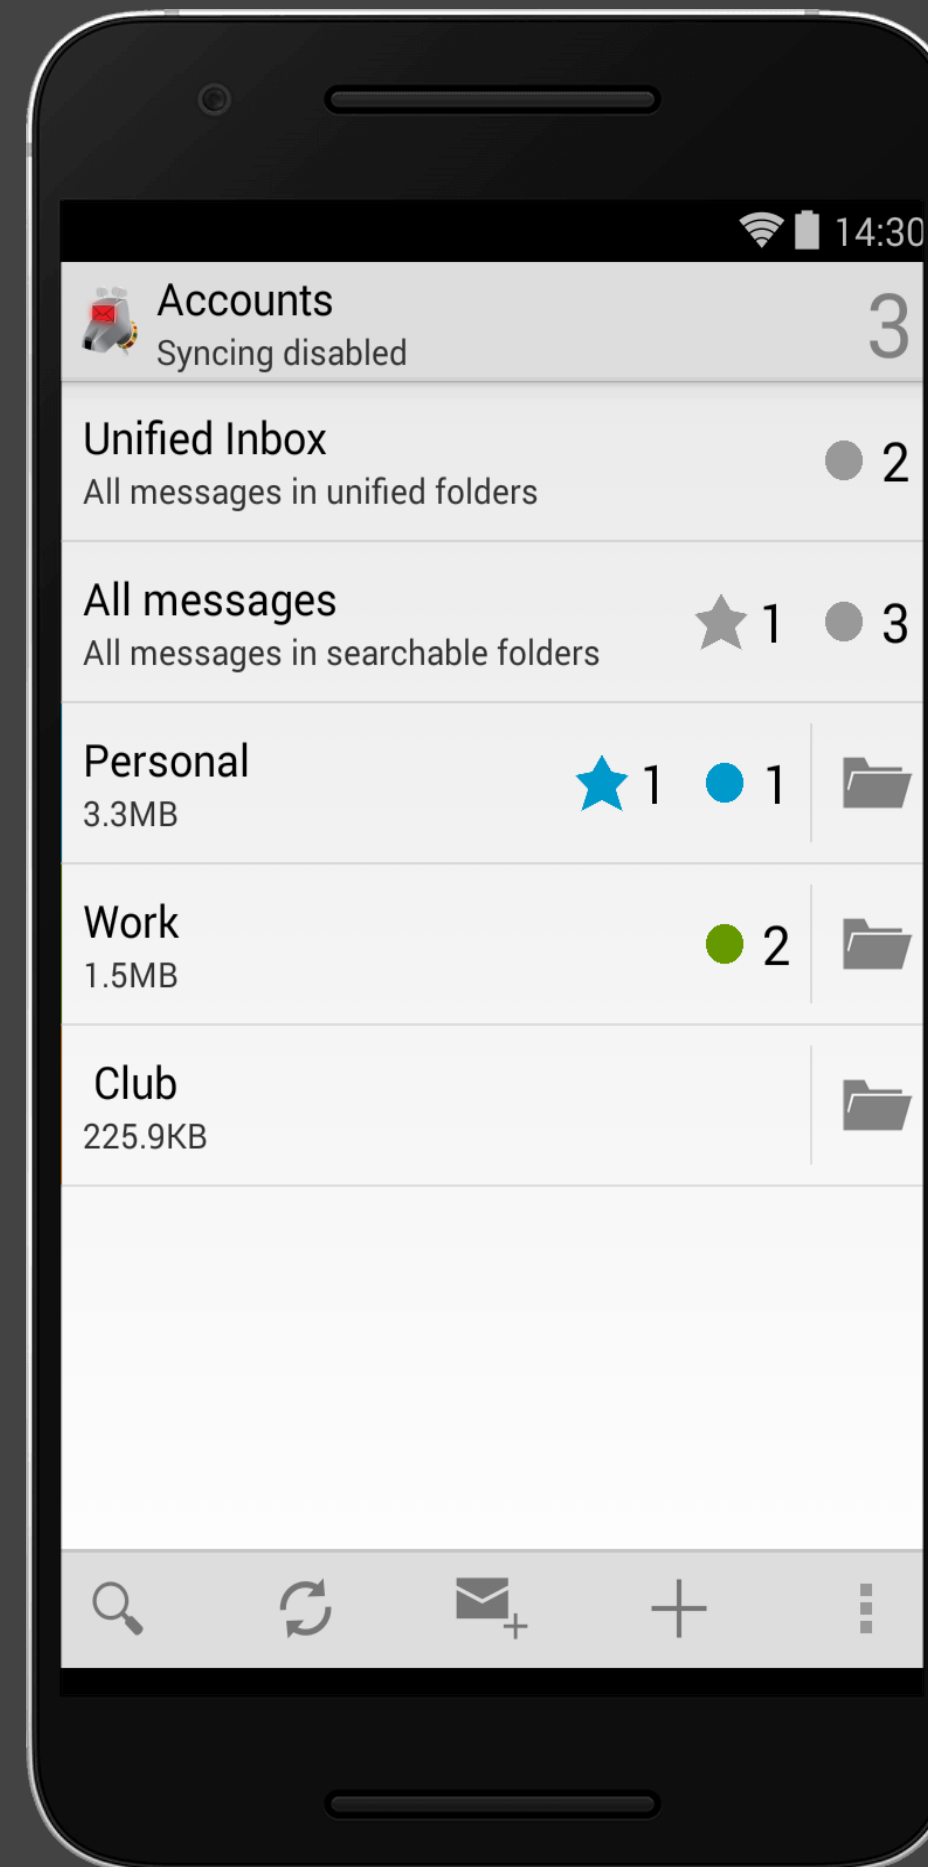 14:30
Accounts
Syncing disabled
3
Unified Inbox
All messages in unified folders
2
All messages
All messages in searchable folders
1
3
Personal
3.3MB
1
1
Work
1.5MB
2
Club
225.9KB